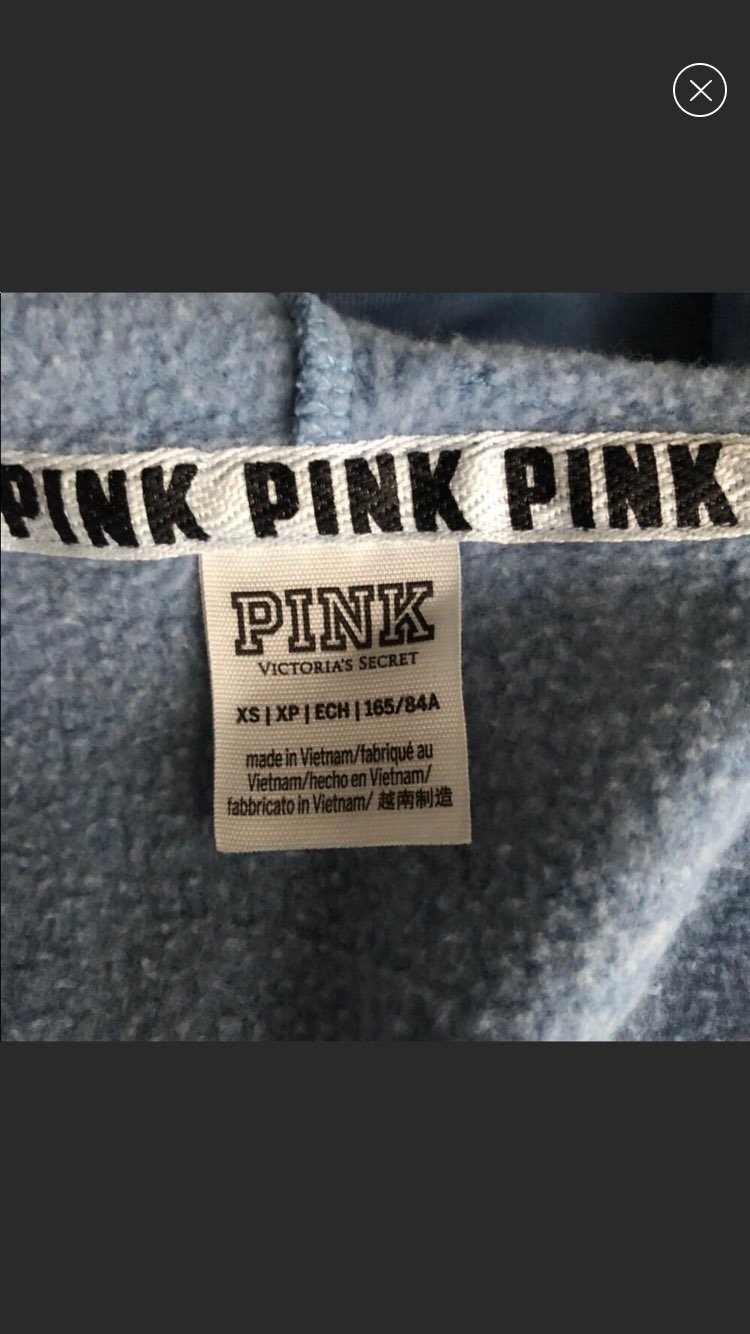 PINK PINK PINK
PINK
VICTORIA'S SECRET
XS | XP | ECH | 165/84A
made in Vietnam/fabriqué au
Vietnam/hecho en Vietnam/
fabbricato in Vietnam/ 越南制造